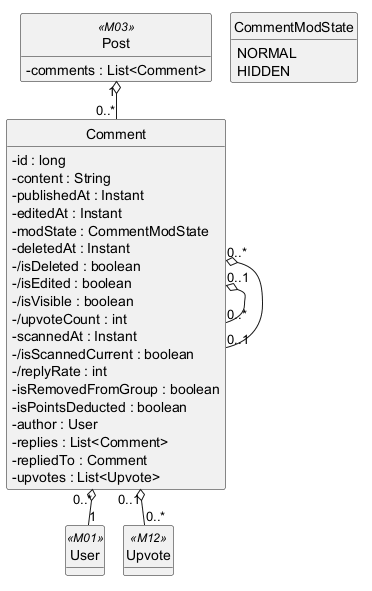 «M03»
Post
-comments : List<Comment>
CommentModState
NORMAL
HIDDEN
1
0..*
Comment
-id : long
-content : String
-publishedAt : Instant
-editedAt : Instant
-modState : CommentModState
-deletedAt : Instant
-/isDeleted : boolean
-/isEdited : boolean
-/isVisible : boolean
-/upvoteCount : int
-scannedAt : Instant
-/isScannedCurrent : boolean
-/replyRate : int
-isRemovedFromGroup : boolean
-isPointsDeducted : boolean
-author : User
-replies : List<Comment>
-repliedTo : Comment
-upvotes : List<Upvote>
0..*
0..1
0..*
0..1
0..*
0..1
1
0..*
«M01»
User
«M12»
Upvote